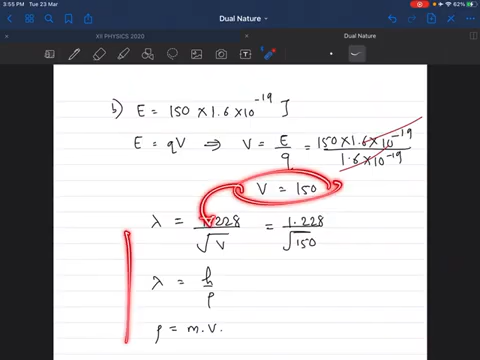 3:55 PM Tue 23 Mar
62%
Dual Nature
XII PHYSICS 2020
Dual Nature
b) E = 150 × 1.6 × 10⁻¹⁹ J
E = qV ⇒ V = E/q = 150 × 1.6 × 10⁻¹⁹ / 1.6 × 10⁻¹⁹
V = 150
λ = 1.228/√V = 1.228/√150
λ = h/p
p = m.v.